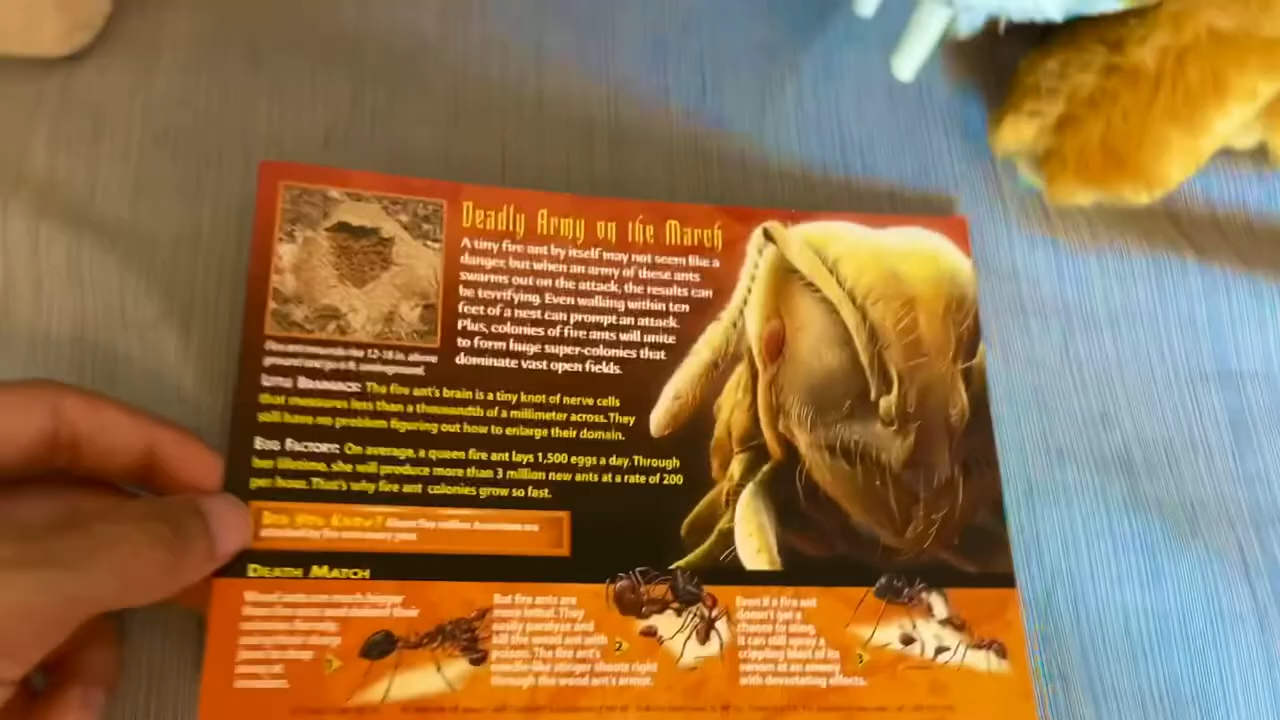 Deadly Army on the March
A tiny fire ant by itself may not seem like a
danger, but when an army of these ants
swarms out on the attack, the results can
be terrifying. Even walking within ten
feet of a nest can prompt an attack.
Plus, colonies of fire ants will unite
to form huge super-colonies that
dominate vast open fields.
The fire ant's brain is a tiny knot of nerve cells
that measures less than a thousandth of a millimeter across. They
still have no problem figuring out how to enlarge their domain.
Egg Factory: On average, a queen fire ant lays 1,500 eggs a day. Through
her lifetime, she will produce more than 3 million new ants at a rate of 200
per hour. That's why fire ant colonies grow so fast.
Did You Know?
Death Match
1
But fire ants are
more lethal. They
easily paralyze and
kill the wood ant with
poison. The fire ant's
needle-like stinger shoots right
through the wood ant's armor.
2
Even if a fire ant
doesn't get a
chance to sting,
it can still spray a
crippling blast of its
venom at an enemy
with devastating effects.
3